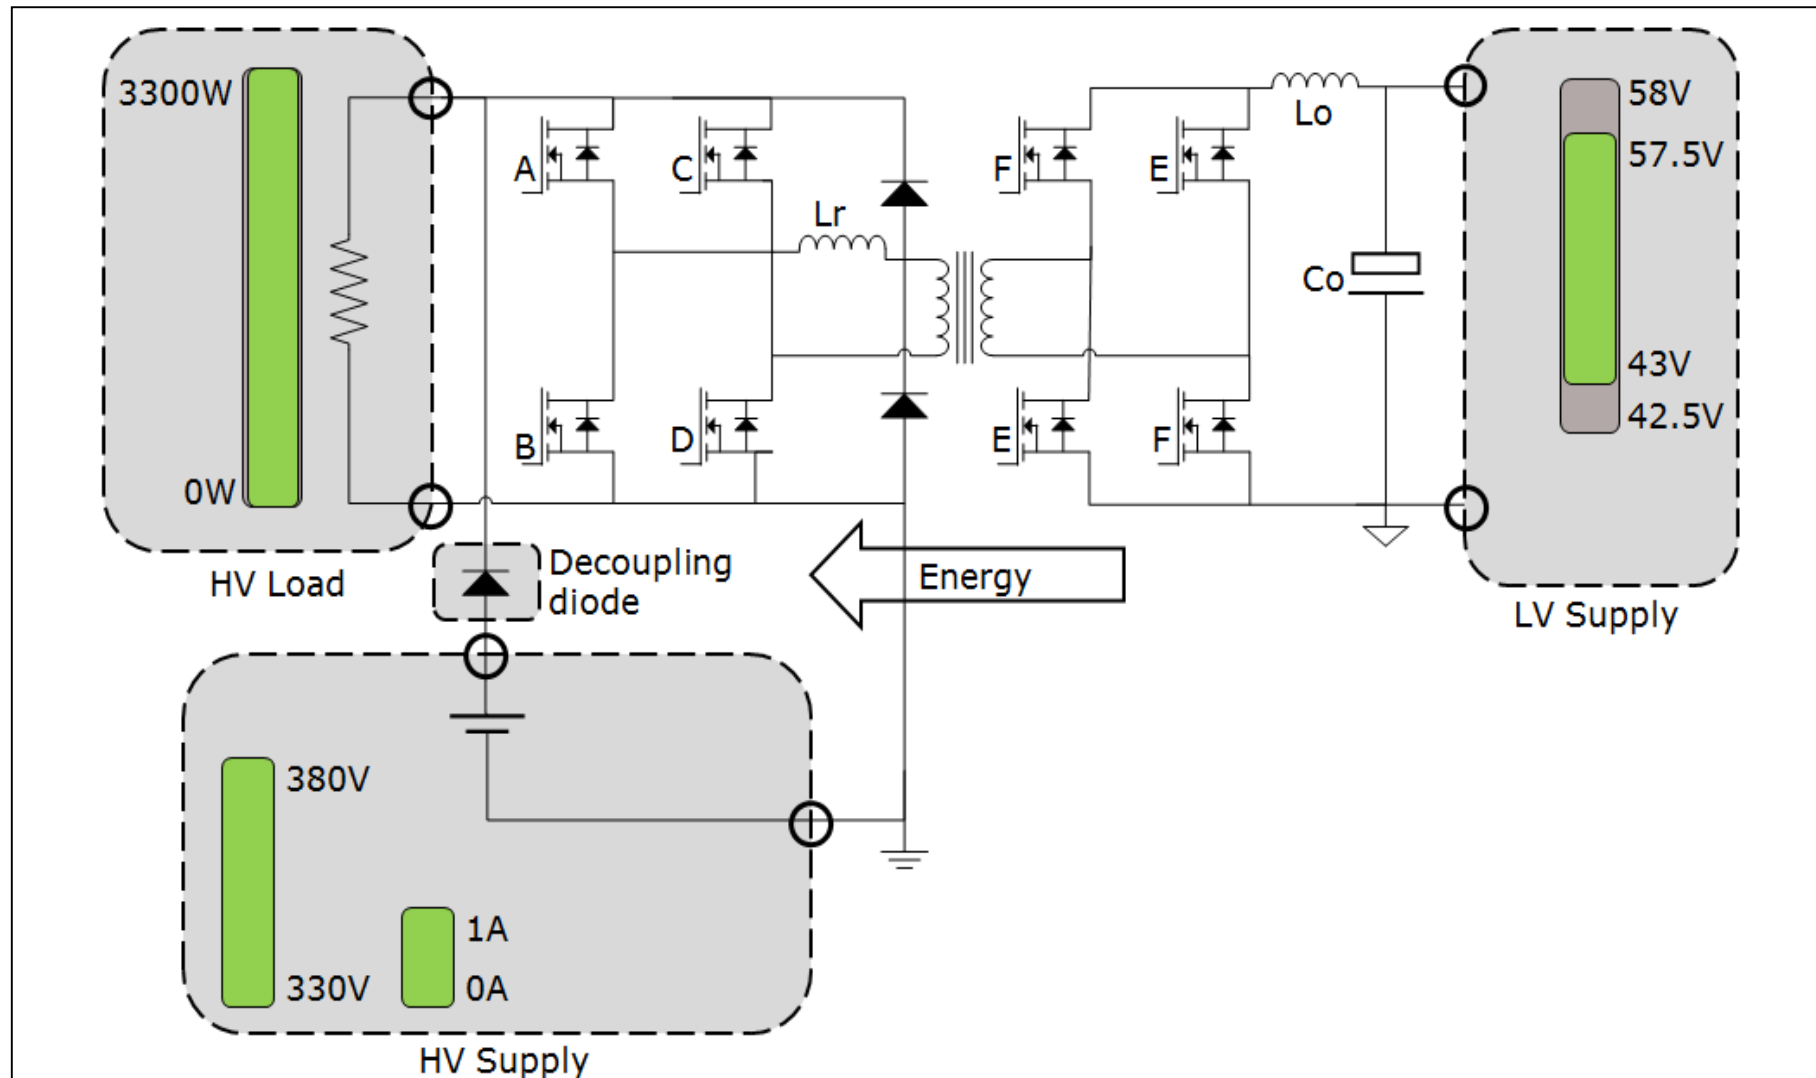 3300W
0W
HV Load
A
C
B
D
Lr
F
E
E
F
Lo
Co
58V
57.5V
43V
42.5V
LV Supply
Decoupling
diode
Energy
380V
330V
1A
0A
HV Supply